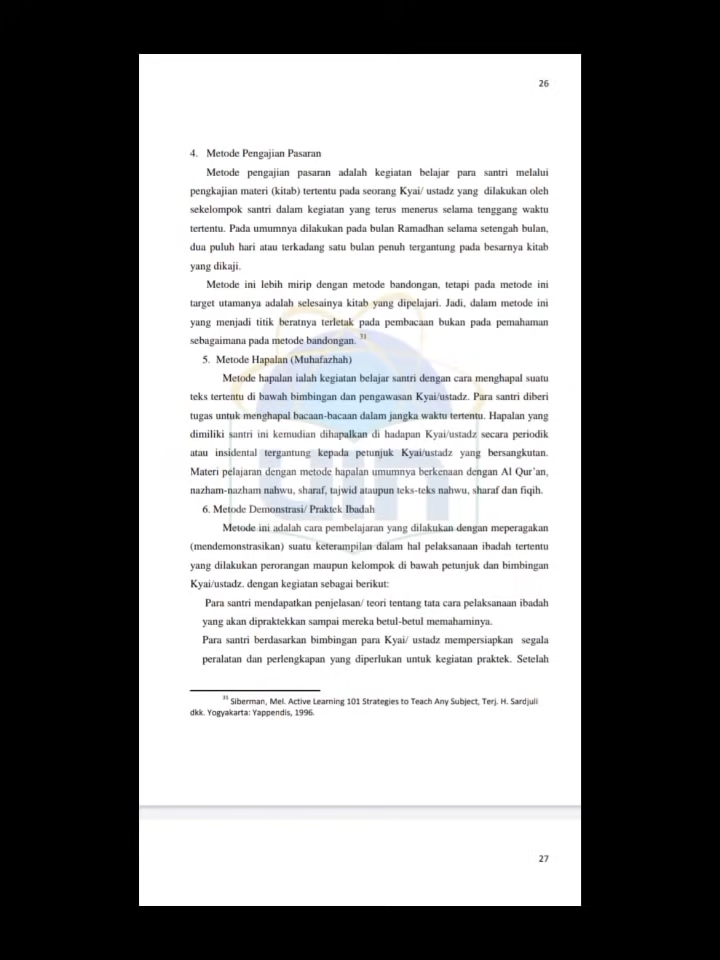 26
4. Metode Pengajian Pasaran
Metode pengajian pasaran adalah kegiatan belajar para santri melalui
pengkajian materi (kitab) tertentu pada seorang Kyai/ ustadz yang dilakukan oleh
sekelompok santri dalam kegiatan yang terus menerus selama tenggang waktu
tertentu. Pada umumnya dilakukan pada bulan Ramadhan selama setengah bulan,
dua puluh hari atau terkadang satu bulan penuh tergantung pada besarnya kitab
yang dikaji.
Metode ini lebih mirip dengan metode bandongan, tetapi pada metode ini
target utamanya adalah selesainya kitab yang dipelajari. Jadi, dalam metode ini
yang menjadi titik beratnya terletak pada pembacaan bukan pada pemahaman
sebagaimana pada metode bandongan. 31
5. Metode Hapalan (Muhafazhah)
Metode hapalan ialah kegiatan belajar santri dengan cara menghapal suatu
teks tertentu di bawah bimbingan dan pengawasan Kyai/ustadz. Para santri diberi
tugas untuk menghapal bacaan-bacaan dalam jangka waktu tertentu. Hapalan yang
dimiliki santri ini kemudian dihapalkan di hadapan Kyai/ustadz secara periodik
atau insidental tergantung kepada petunjuk Kyai/ustadz yang bersangkutan.
Materi pelajaran dengan metode hapalan umumnya berkenaan dengan Al Qur'an,
nazham-nazham nahwu, sharaf, tajwid ataupun teks-teks nahwu, sharaf dan fiqih.
6. Metode Demonstrasi/ Praktek Ibadah
Metode ini adalah cara pembelajaran yang dilakukan dengan meperagakan
(mendemonstrasikan) suatu keterampilan dalam hal pelaksanaan ibadah tertentu
yang dilakukan perorangan maupun kelompok di bawah petunjuk dan bimbingan
Kyai/ustadz. dengan kegiatan sebagai berikut:
Para santri mendapatkan penjelasan/ teori tentang tata cara pelaksanaan ibadah
yang akan dipraktekkan sampai mereka betul-betul memahaminya.
Para santri berdasarkan bimbingan para Kyai/ ustadz mempersiapkan segala
peralatan dan perlengkapan yang diperlukan untuk kegiatan praktek. Setelah
31 Siberman, Mel. Active Learning 101 Strategies to Teach Any Subject, Terj. H. Sardjuli
dkk. Yogyakarta: Yappendis, 1996.
uin
27